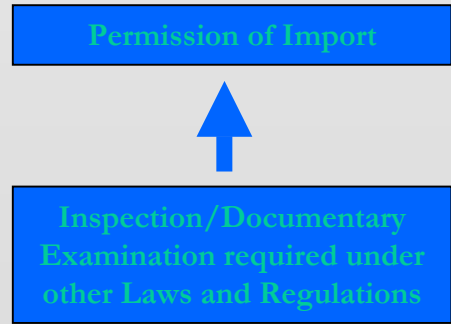 Permission of Import
Inspection/Documentary
Examination required under
other Laws and Regulations